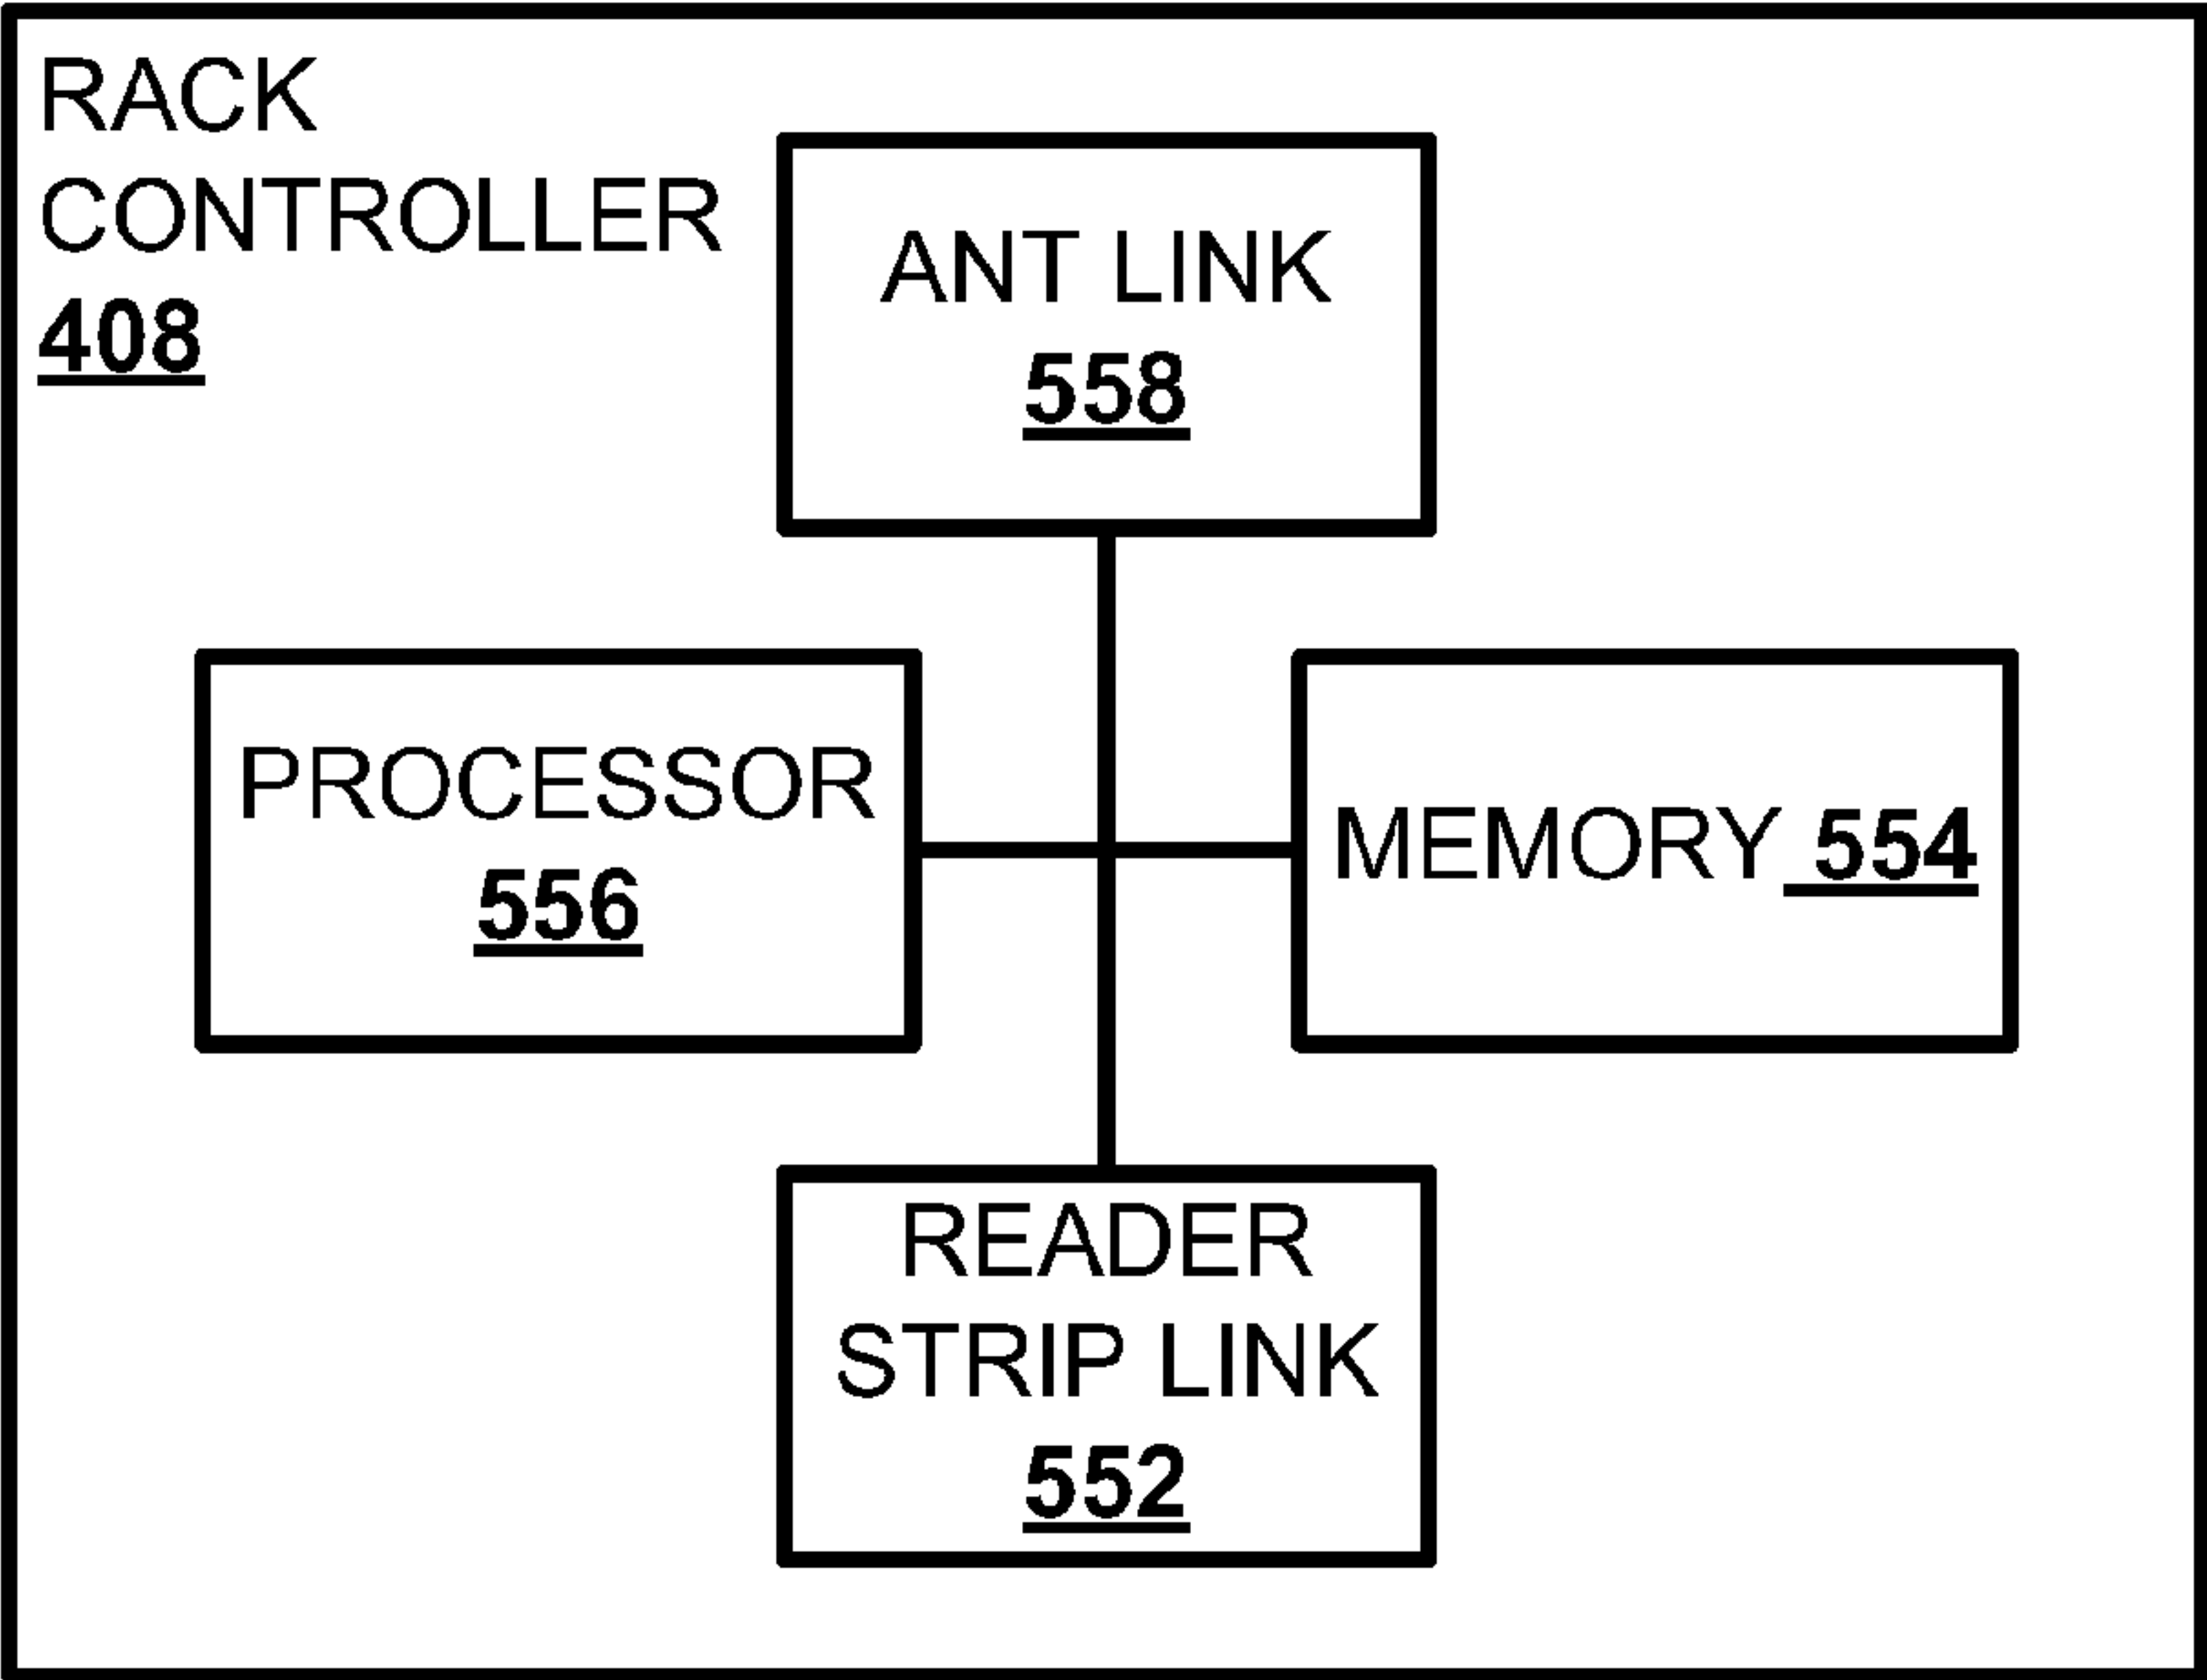 RACK
CONTROLLER
408
ANT LINK
558
PROCESSOR
556
MEMORY 554
READER
STRIP LINK
552